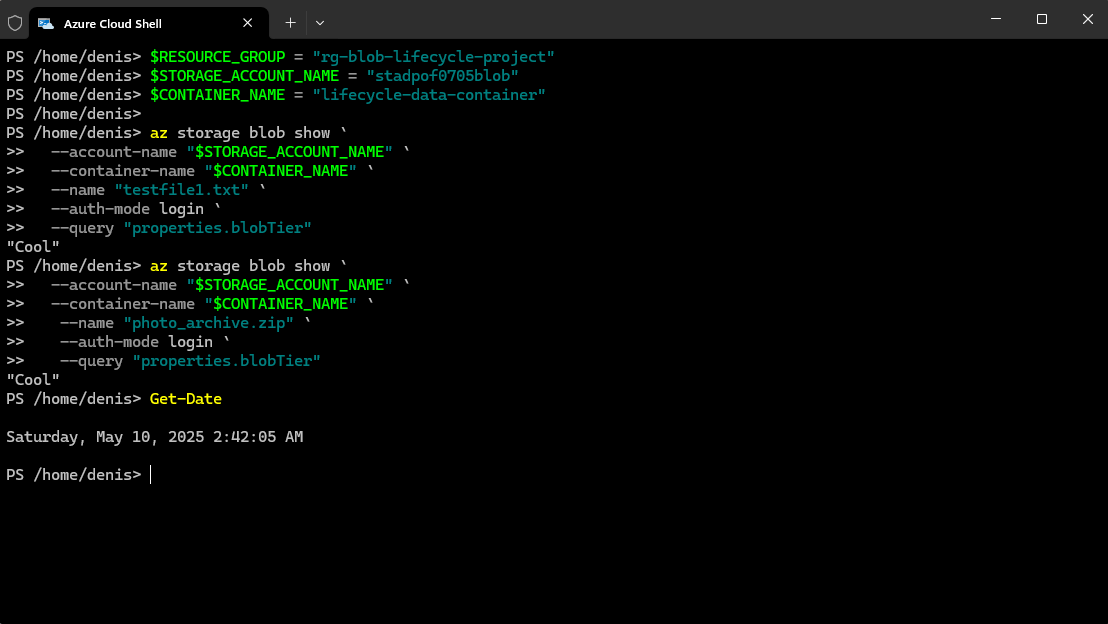 Azure Cloud Shell
PS /home/denis> $RESOURCE_GROUP = "rg-blob-lifecycle-project"
PS /home/denis> $STORAGE_ACCOUNT_NAME = "stadpof0705blob"
PS /home/denis> $CONTAINER_NAME = "lifecycle-data-container"
PS /home/denis>
PS /home/denis> az storage blob show `
>>   --account-name "$STORAGE_ACCOUNT_NAME" `
>>   --container-name "$CONTAINER_NAME" `
>>   --name "testfile1.txt" `
>>   --auth-mode login `
>>   --query "properties.blobTier"
"Cool"
PS /home/denis> az storage blob show `
>>   --account-name "$STORAGE_ACCOUNT_NAME" `
>>   --container-name "$CONTAINER_NAME" `
>>    --name "photo_archive.zip" `
>>    --auth-mode login `
>>    --query "properties.blobTier"
"Cool"
PS /home/denis> Get-Date
Saturday, May 10, 2025 2:42:05 AM
PS /home/denis>